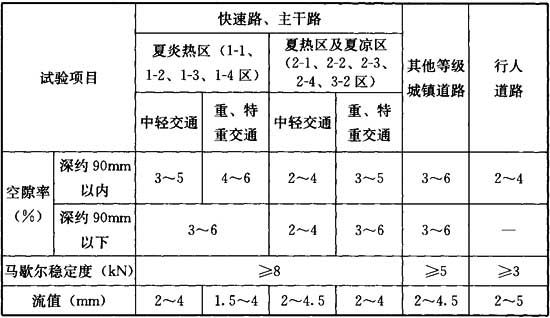 试验项目
快速路、主干路
夏炎热区（1-1、
1-2、1-3、1-4 区）
夏热区及夏凉区
（2-1、2-2、2-3、
2-4、3-2 区）
其他等级
城镇道路
行人
道路
中轻交通
重、特
重交通
中轻交通
重、特
重交通
空隙率
（%）
深约 90mm
以内
3～5
4～6
2～4
3～5
3～6
2～4
深约 90mm
以下
3～6
2～4
3～5
3～6
—
马歇尔稳定度（kN）
≥8
≥5
≥3
流值（mm）
2～4
1.5～4
2～4.5
2～4
2～4.5
2～5